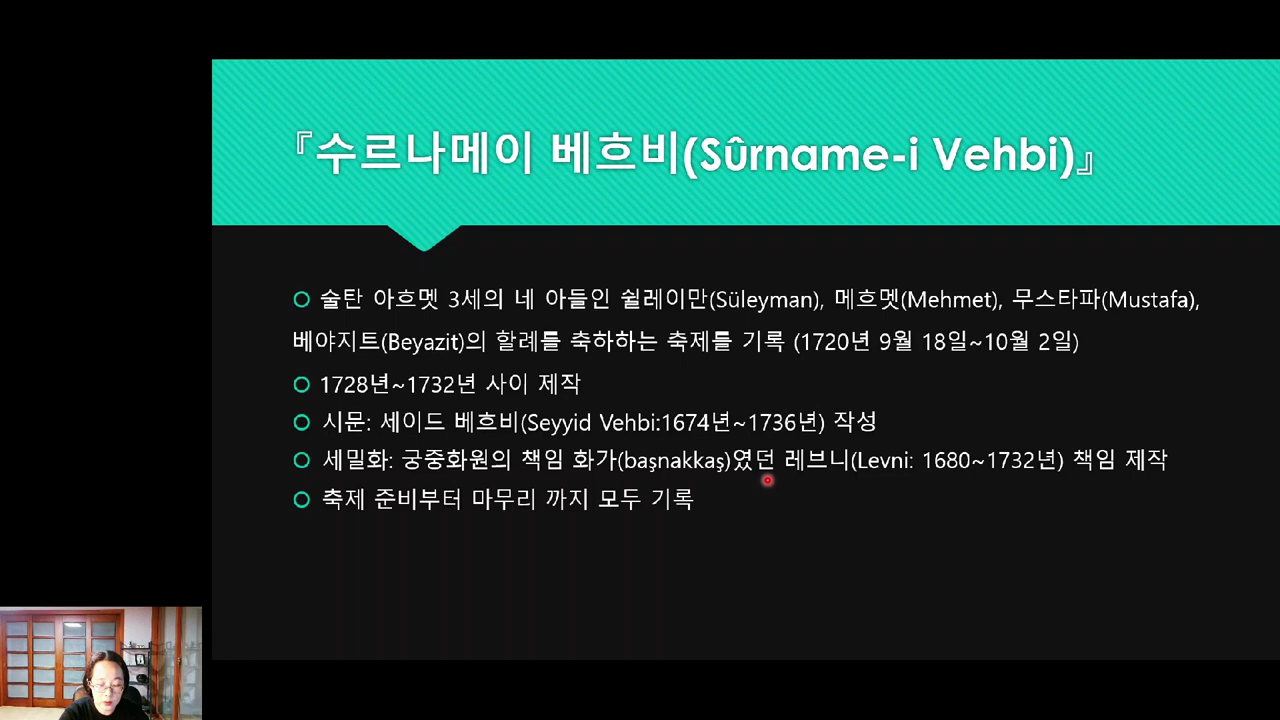 『수르나메이 베흐비(Sûrname-i Vehbi)』
술탄 아흐멧 3세의 네 아들인 쉴레이만(Süleyman), 메흐멧(Mehmet), 무스타파(Mustafa),
베야지트(Beyazit)의 할례를 축하하는 축제를 기록 (1720년 9월 18일~10월 2일)
1728년~1732년 사이 제작
시문: 세이드 베흐비(Seyyid Vehbi:1674년~1736년) 작성
세밀화: 궁중화원의 책임 화가(başnakkaş)였던 레브니(Levni: 1680~1732년) 책임 제작
축제 준비부터 마무리 까지 모두 기록